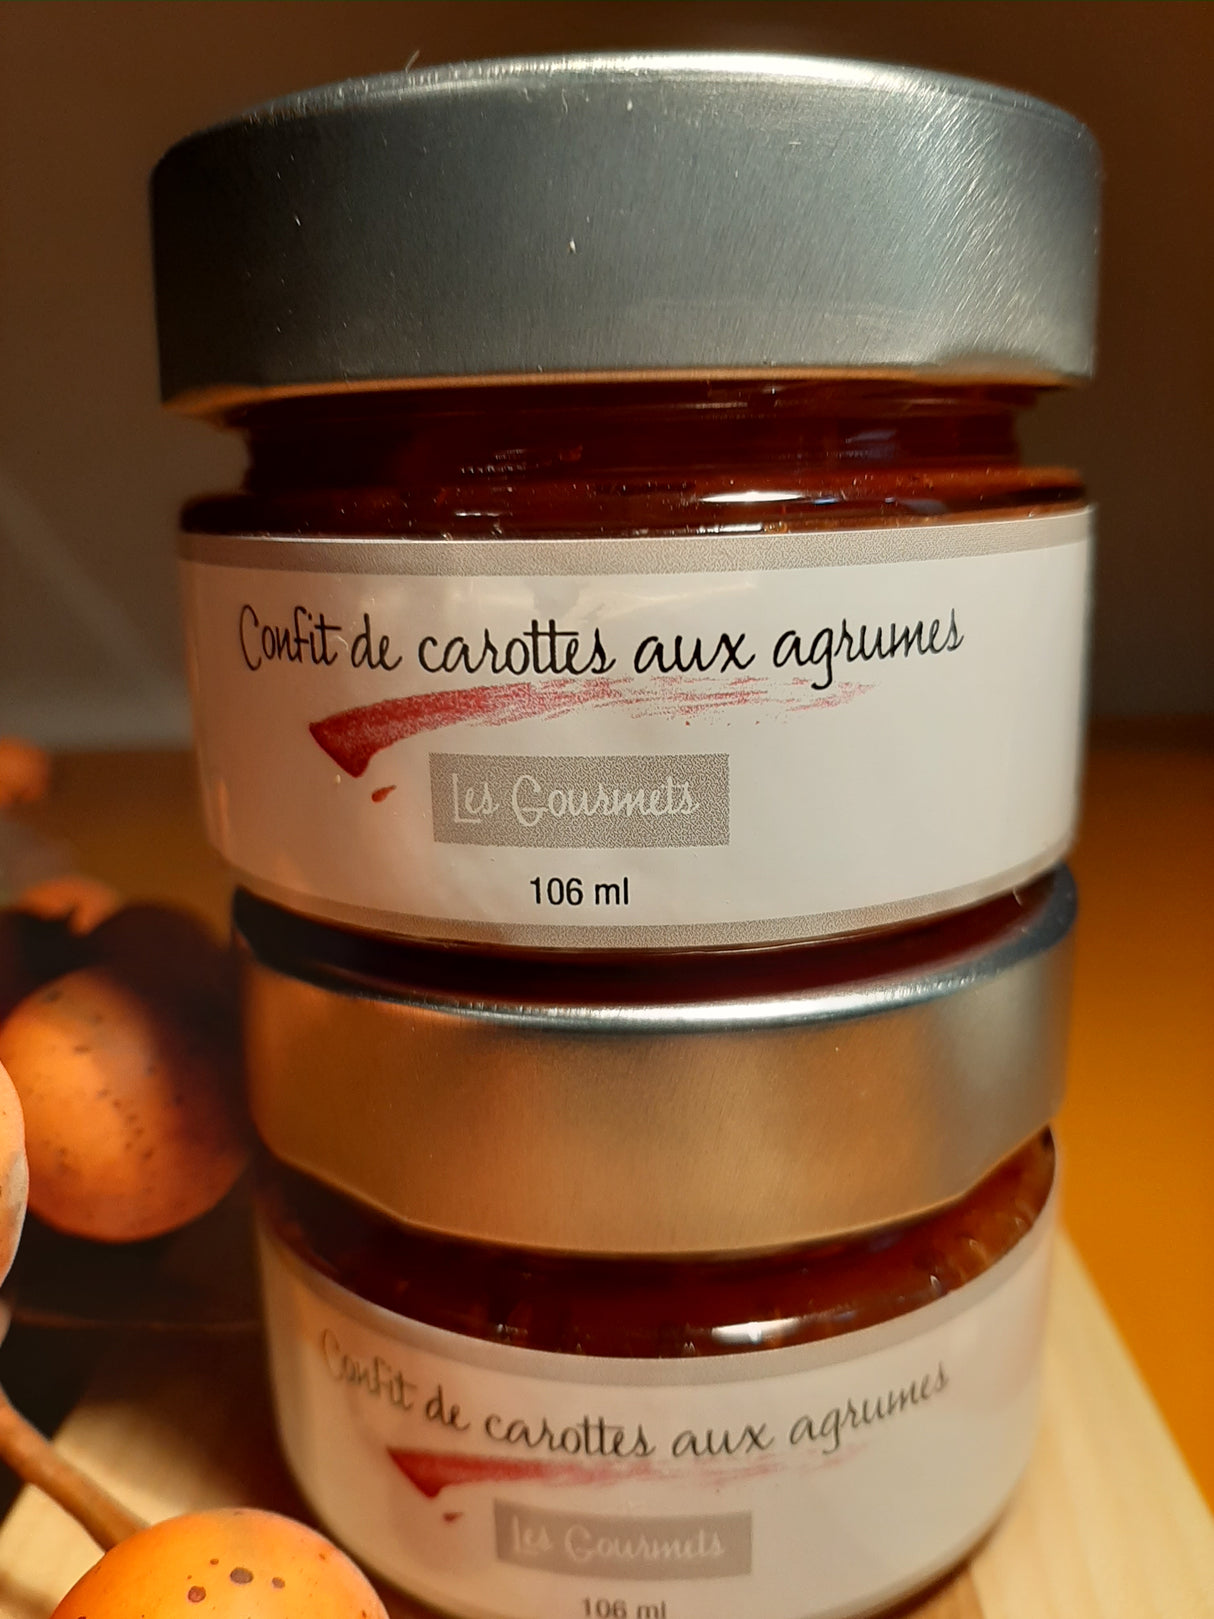 Confit de carottes aux agrumes
Les Gourmets
106 ml
Confit de carottes aux agrumes
Les Gourmets
106 ml